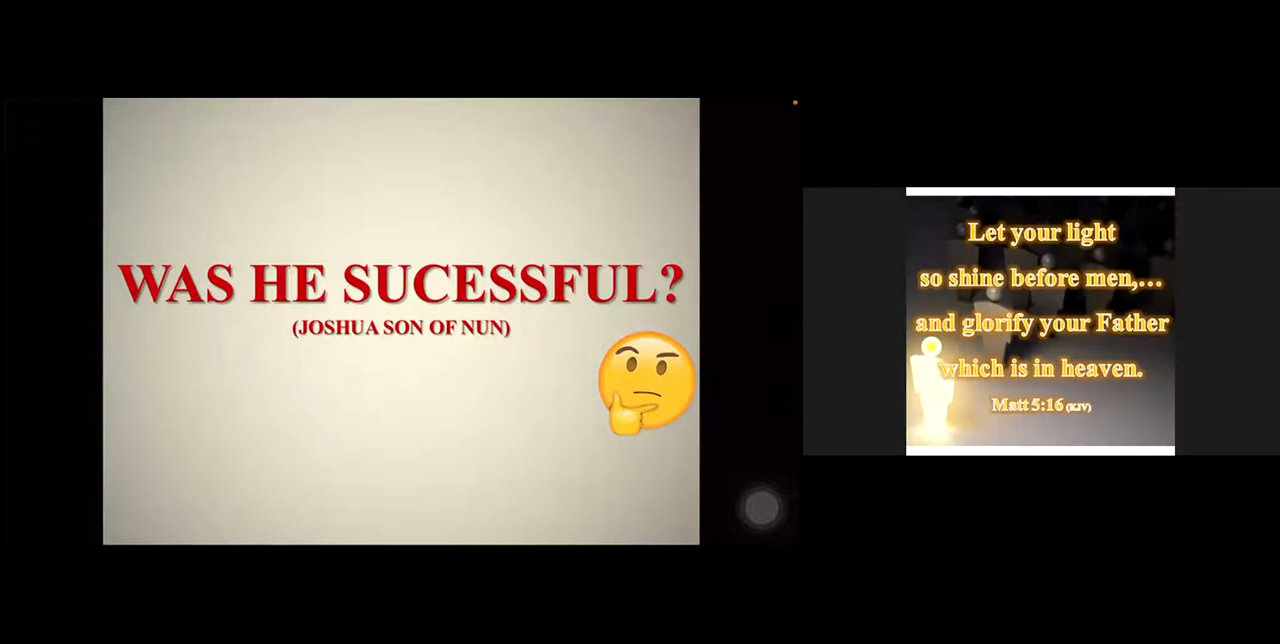 WAS HE SUCESSFUL?
(JOSHUA SON OF NUN)
Let your light
so shine before men,...
and glorify your Father
which is in heaven.
Matt 5:16 (KJV)